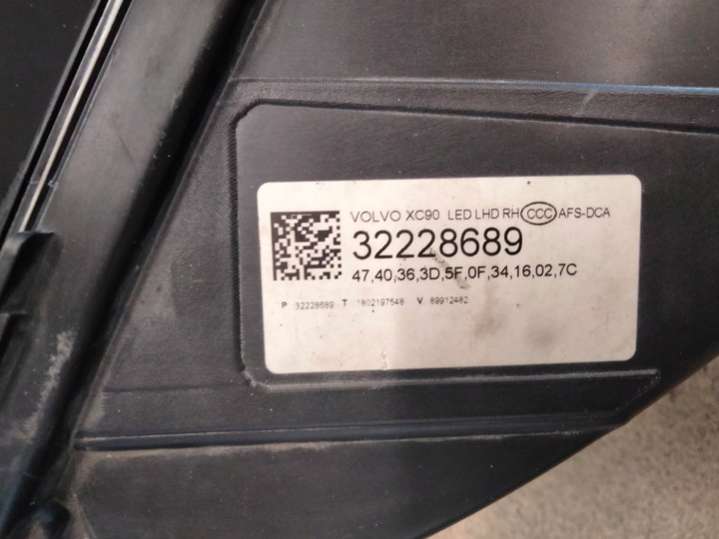 VOLVO XC90 LED LHD RH CCC AFS-DCA
32228689
47,40,36,3D,5F,0F,34,16,02,7C
P 32228689 T 1802197548 V 89912482